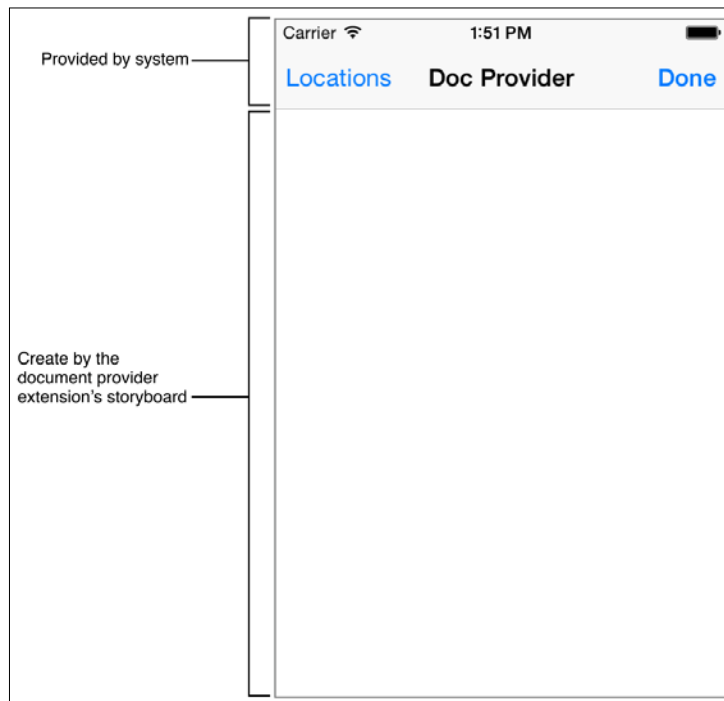 Carrier
1:51 PM
Provided by system
Locations
Doc Provider
Done
Create by the
document provider
extension's storyboard